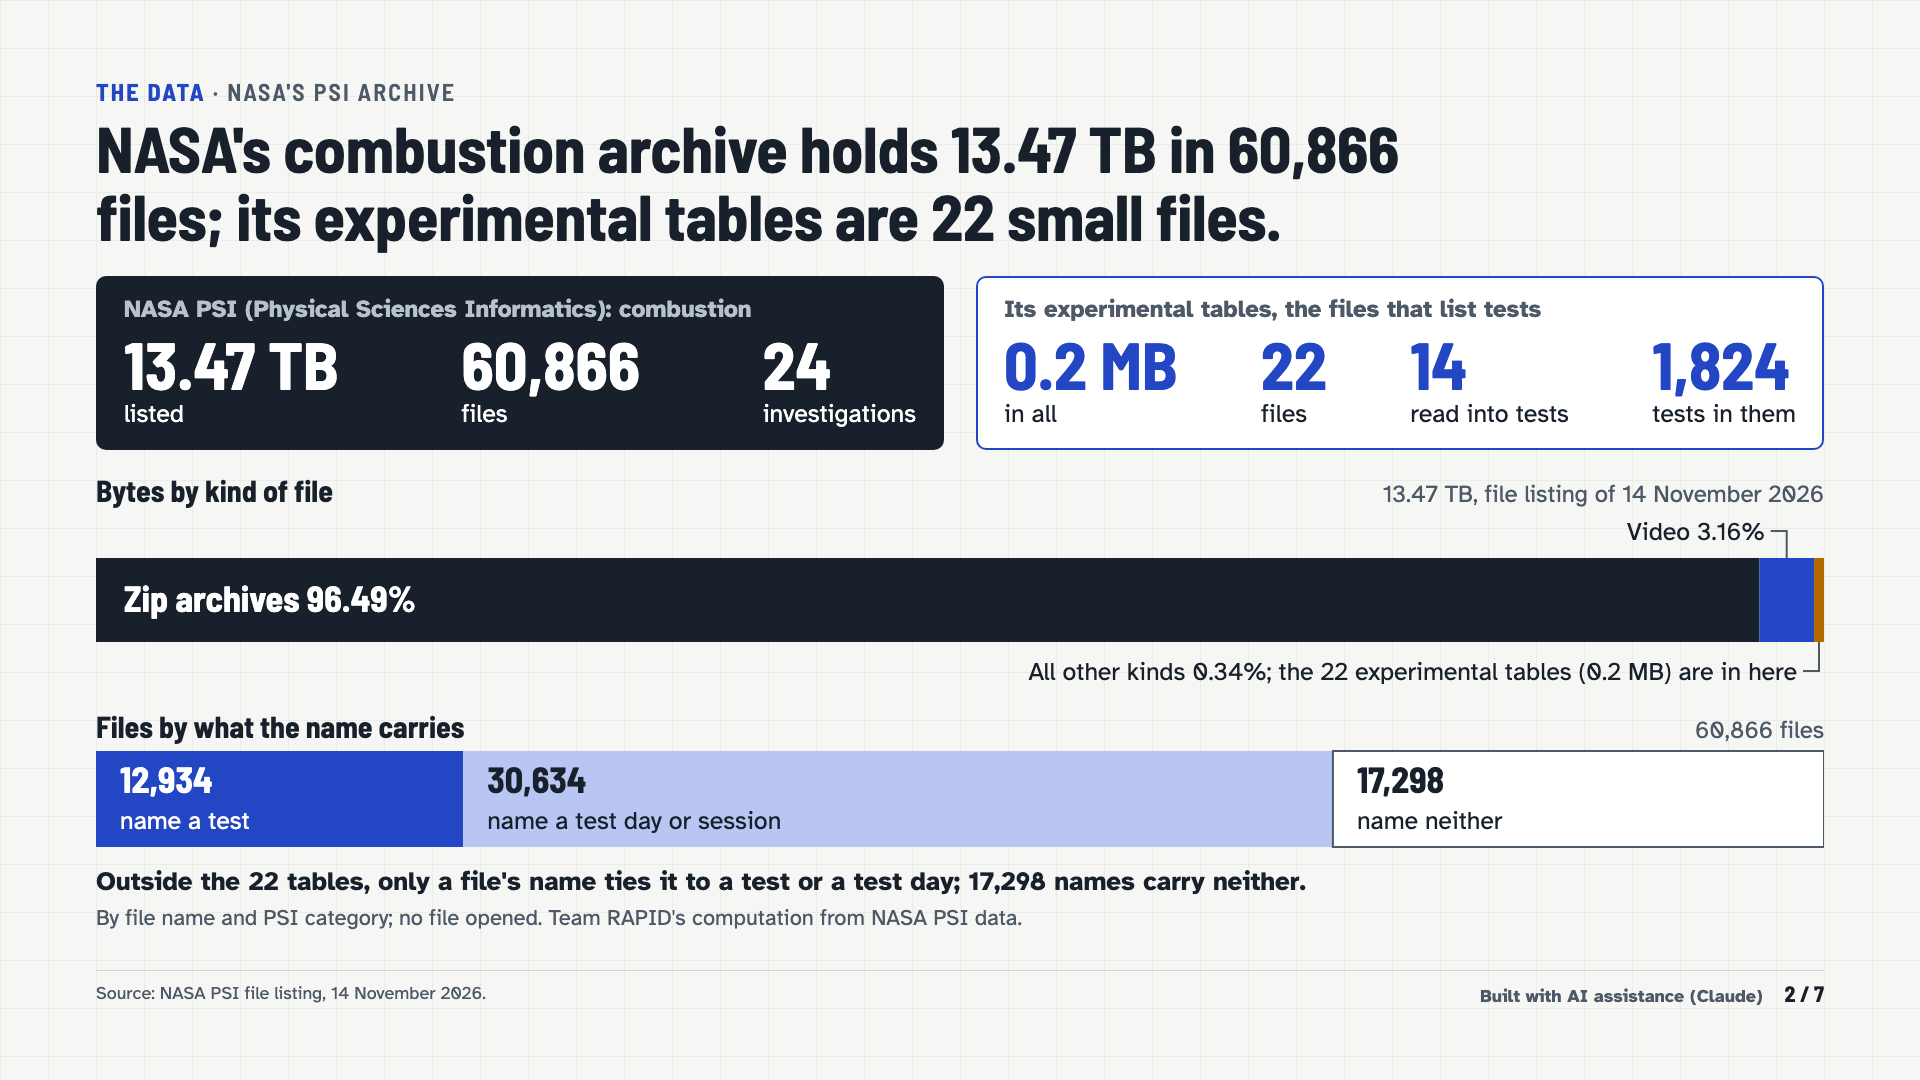 THE DATA · NASA'S PSI ARCHIVE
NASA's combustion archive holds 13.47 TB in 60,866
files; its experimental tables are 22 small files.
NASA PSI (Physical Sciences Informatics): combustion
13.47 TB
listed
60,866
files
24
investigations
Its experimental tables, the files that list tests
0.2 MB
in all
22
files
14
read into tests
1,824
tests in them
Bytes by kind of file
13.47 TB, file listing of 14 November 2026
Video 3.16%
Zip archives 96.49%
All other kinds 0.34%; the 22 experimental tables (0.2 MB) are in here
Files by what the name carries
60,866 files
12,934
name a test
30,634
name a test day or session
17,298
name neither
Outside the 22 tables, only a file's name ties it to a test or a test day; 17,298 names carry neither.
By file name and PSI category; no file opened. Team RAPID's computation from NASA PSI data.
Source: NASA PSI file listing, 14 November 2026.
Built with AI assistance (Claude) 2 / 7